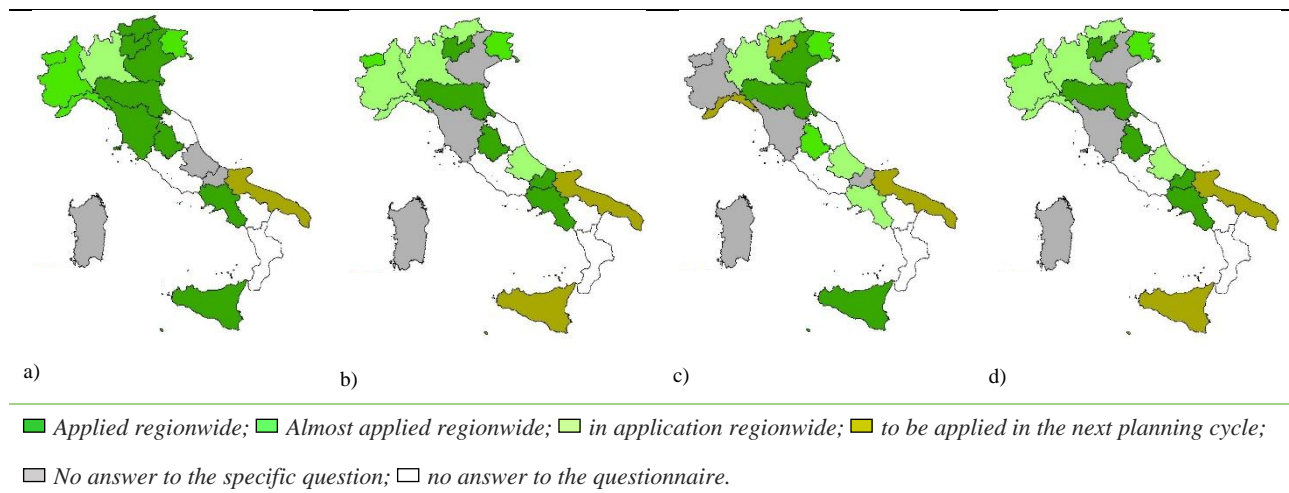 a) b) c) d)
Applied regionwide; Almost applied regionwide; in application regionwide; to be applied in the next planning cycle;
No answer to the specific question; no answer to the questionnaire.